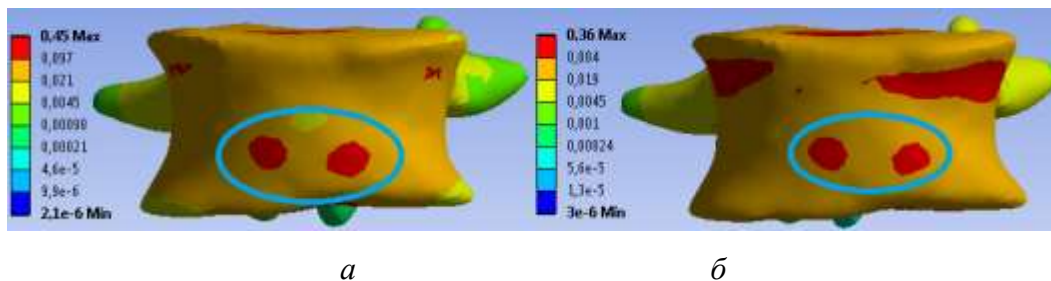 0,45 Max
0,097
0,021
0,0045
0,00098
0,00021
4,6e-5
9,9e-6
2,1e-6 Min
0,36 Max
0,084
0,019
0,0045
0,001
0,00024
5,6e-5
1,3e-5
3e-6 Min
а
б